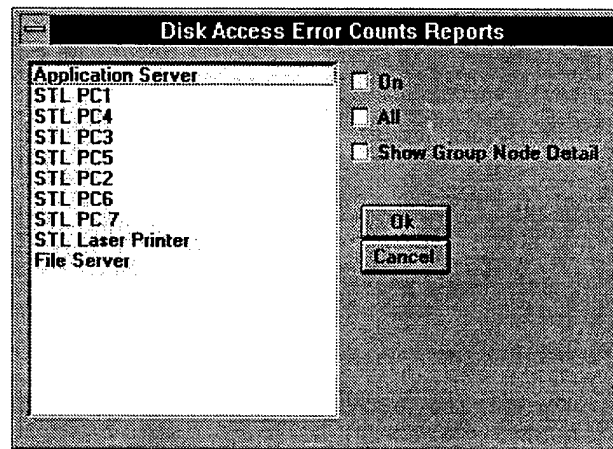 Disk Access Error Counts Reports
Application Server
STL PC1
STL PC4
STL PC3
STL PC5
STL PC2
STL PC6
STL PC 7
STL Laser Printer
File Server
On
All
Show Group Node Detail
Ok
Cancel